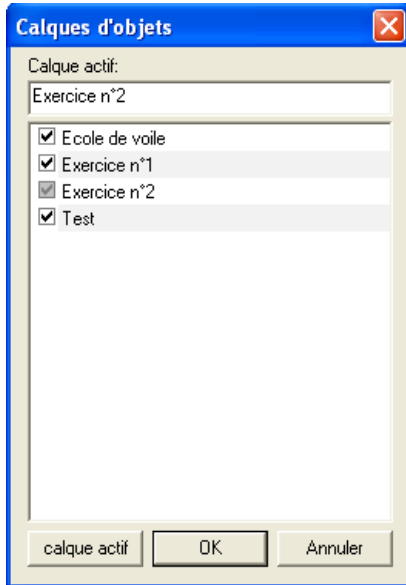 Calques d'objets
Calque actif:
Exercice n°2
Ecole de voile
Exercice n°1
Exercice n°2
Test
calque actif OK Annuler